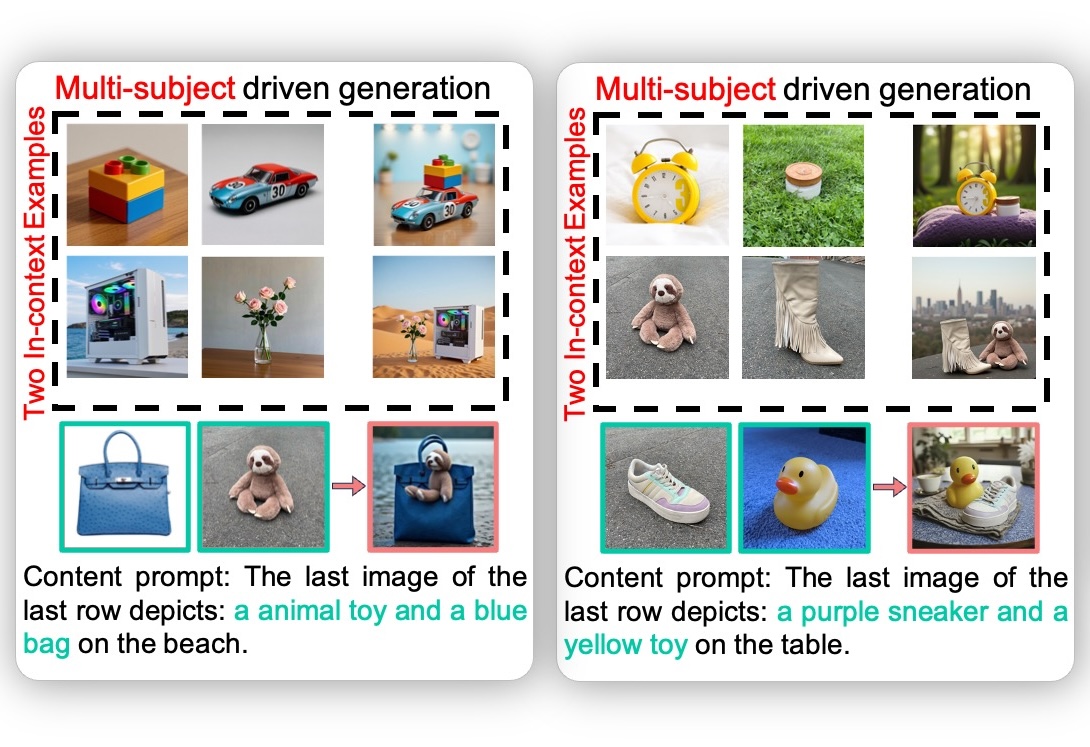 Multi-subject driven generation
Two In-context Examples
30
30
Content prompt: The last image of the
last row depicts: a animal toy and a blue
bag on the beach.
Multi-subject driven generation
Two In-context Examples
Content prompt: The last image of the
last row depicts: a purple sneaker and a
yellow toy on the table.